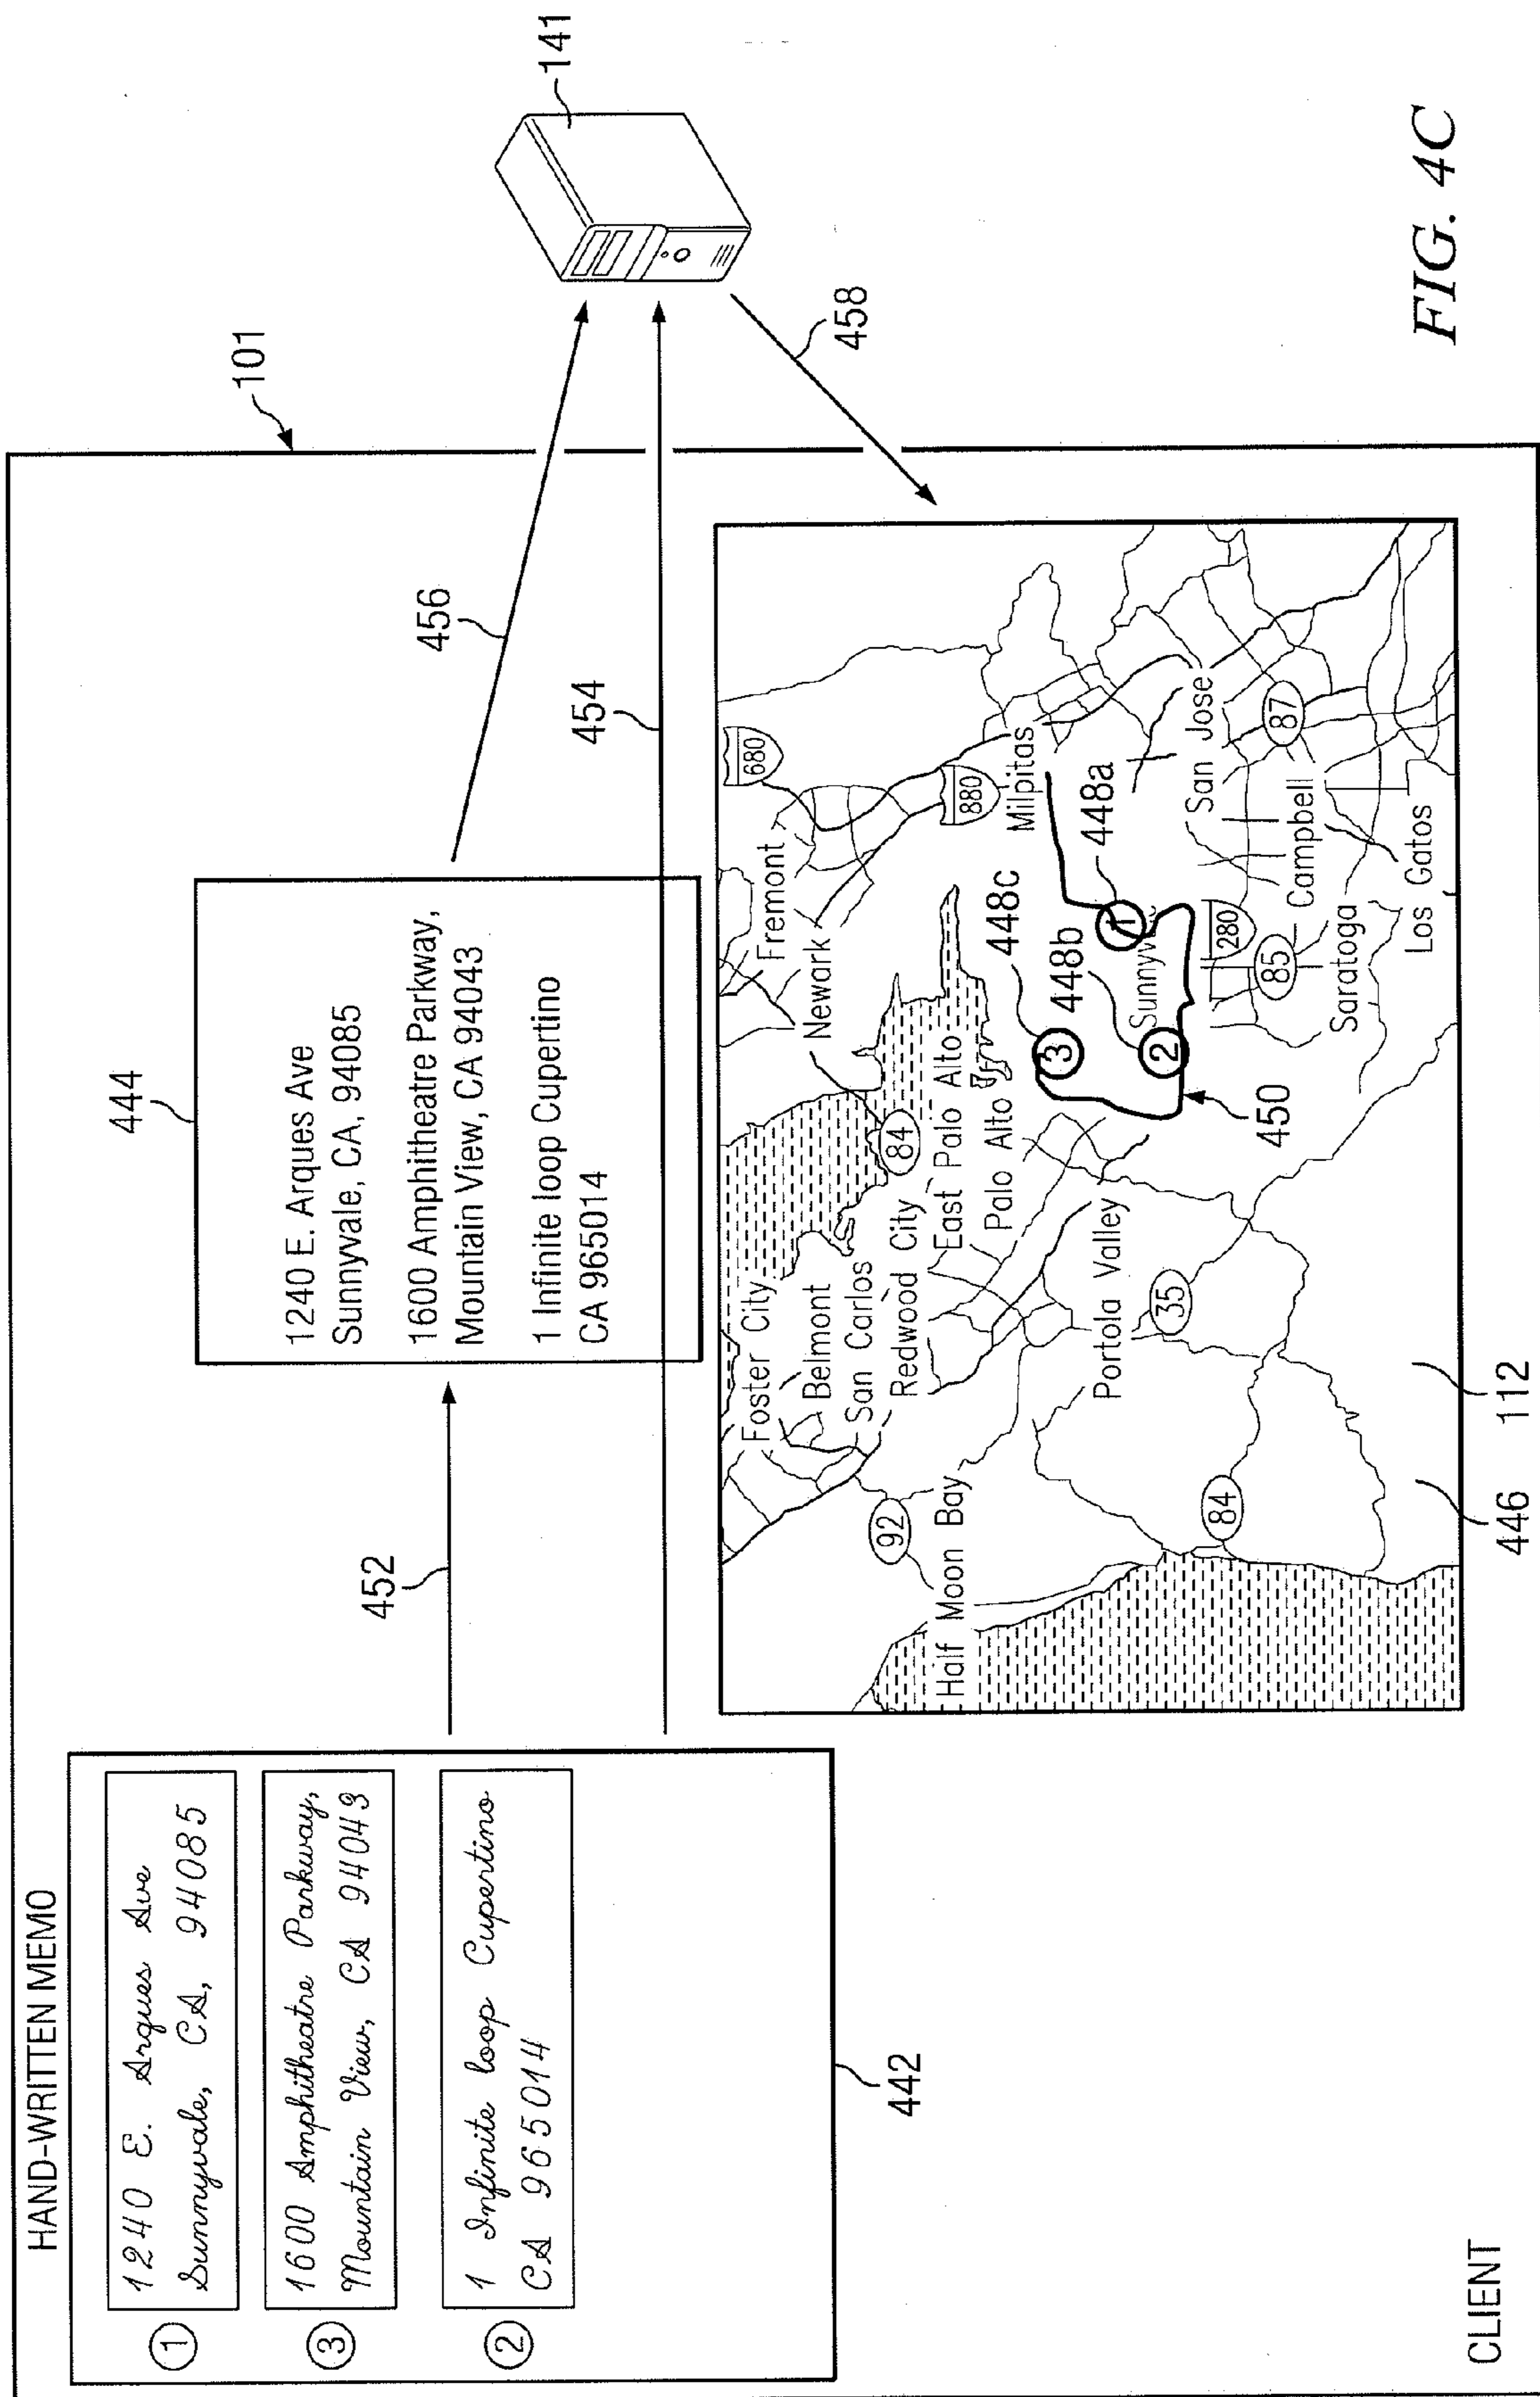 HAND-WRITTEN MEMO
1
1240 E. Arques Ave
Sunnyvale, CA, 94085
3
1600 Amphitheatre Parkway,
Mountain View, CA 94043
2
1 Infinite loop Cupertino
CA 965014
442
452
444
1240 E. Arques Ave
Sunnyvale, CA, 94085
1600 Amphitheatre Parkway,
Mountain View, CA 94043
1 Infinite loop Cupertino
CA 965014
456
454
101
141
458
Foster City
Belmont
San Carlos
Redwood City
East Palo Alto
Palo Alto
Newark
Fremont
680
880
Milpitas
84
92
Half Moon Bay
Portola Valley
35
84
3
448c
448b
2
1
448a
450
San Jose
280
85
87
Campbell
Saratoga
Los Gatos
446
112
CLIENT
FIG. 4C